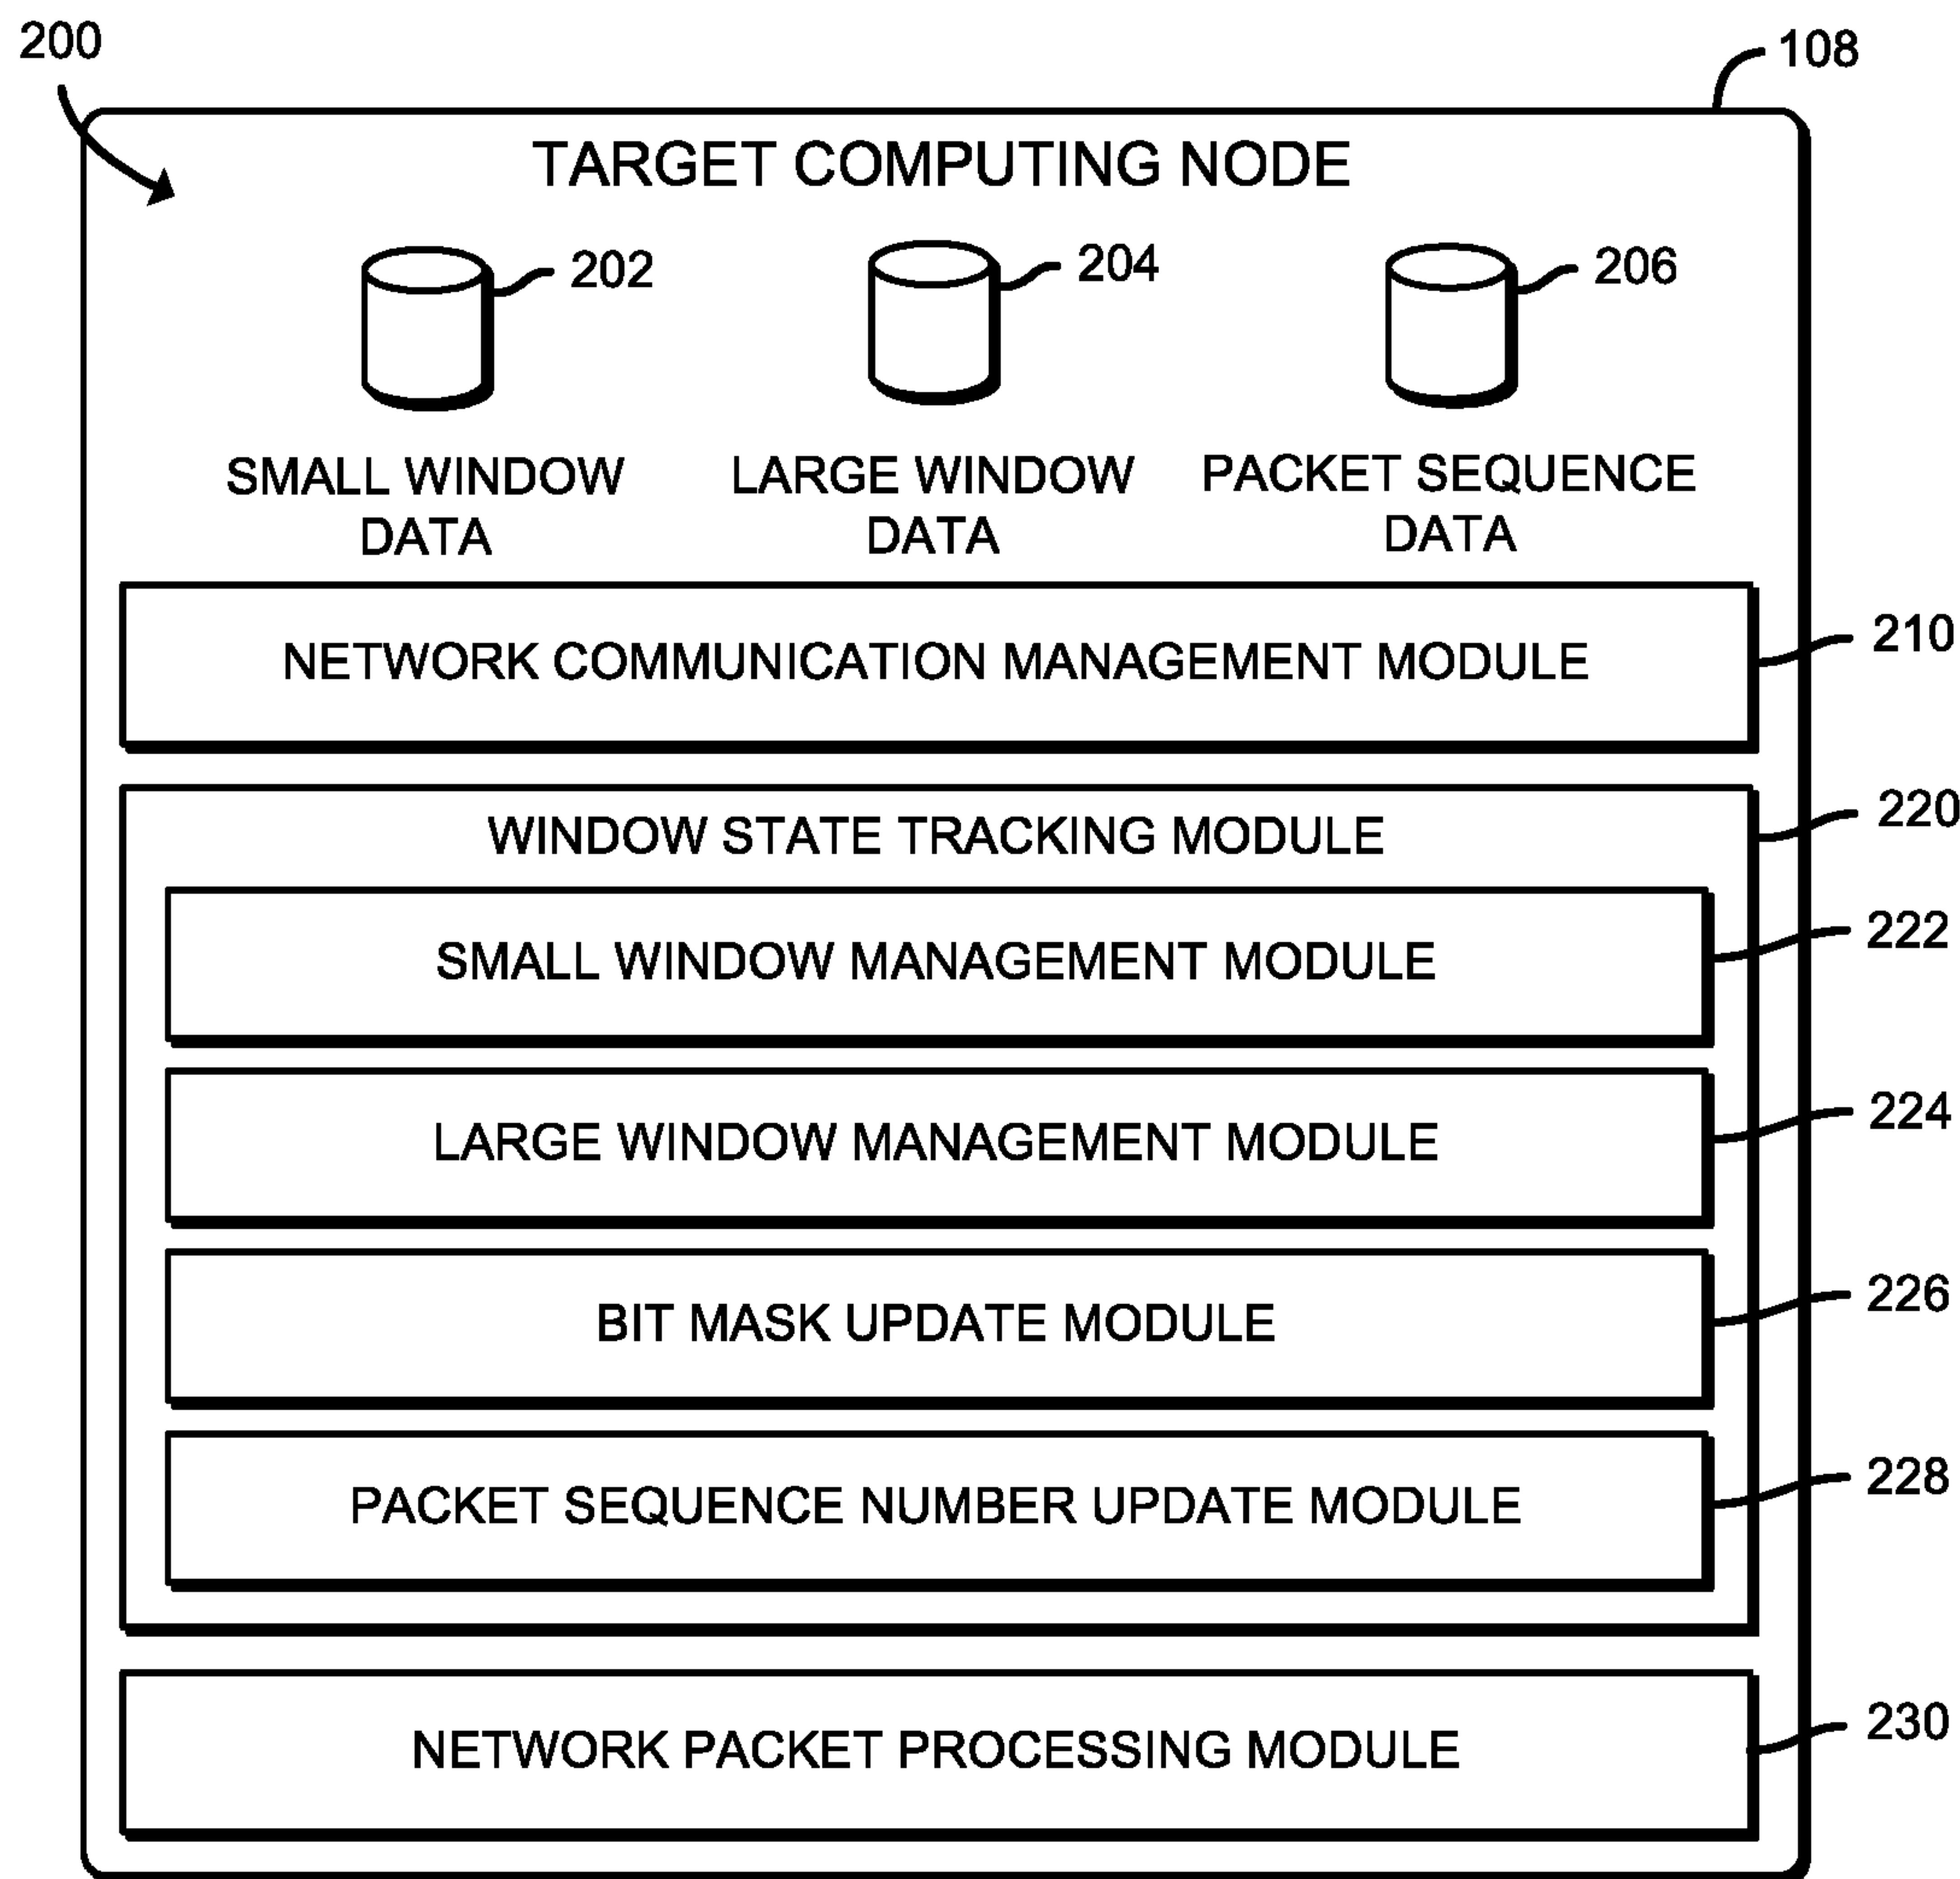 200
108
TARGET COMPUTING NODE
202
204
206
SMALL WINDOW
DATA
LARGE WINDOW
DATA
PACKET SEQUENCE
DATA
NETWORK COMMUNICATION MANAGEMENT MODULE
210
WINDOW STATE TRACKING MODULE
220
SMALL WINDOW MANAGEMENT MODULE
222
LARGE WINDOW MANAGEMENT MODULE
224
BIT MASK UPDATE MODULE
226
PACKET SEQUENCE NUMBER UPDATE MODULE
228
NETWORK PACKET PROCESSING MODULE
230